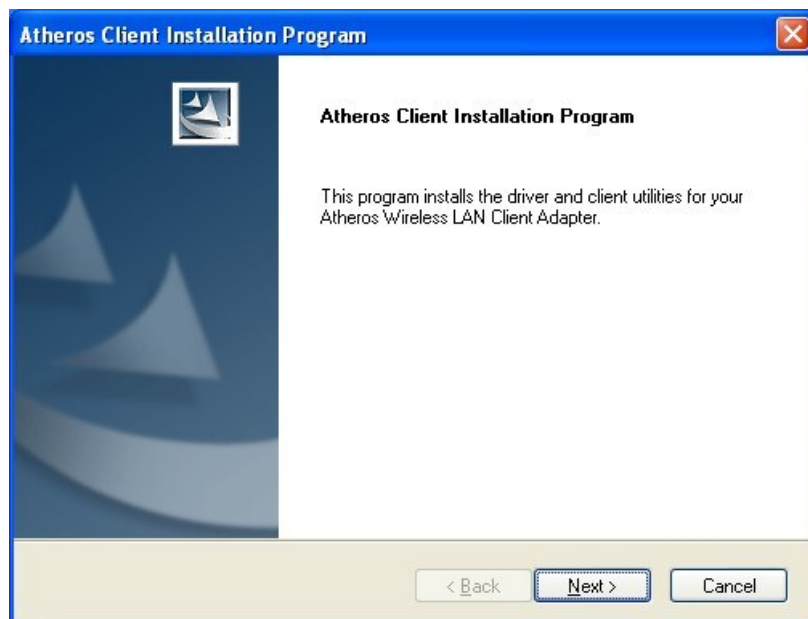 Atheros Client Installation Program
Atheros Client Installation Program
This program installs the driver and client utilities for your
Atheros Wireless LAN Client Adapter.
< Back Next > Cancel